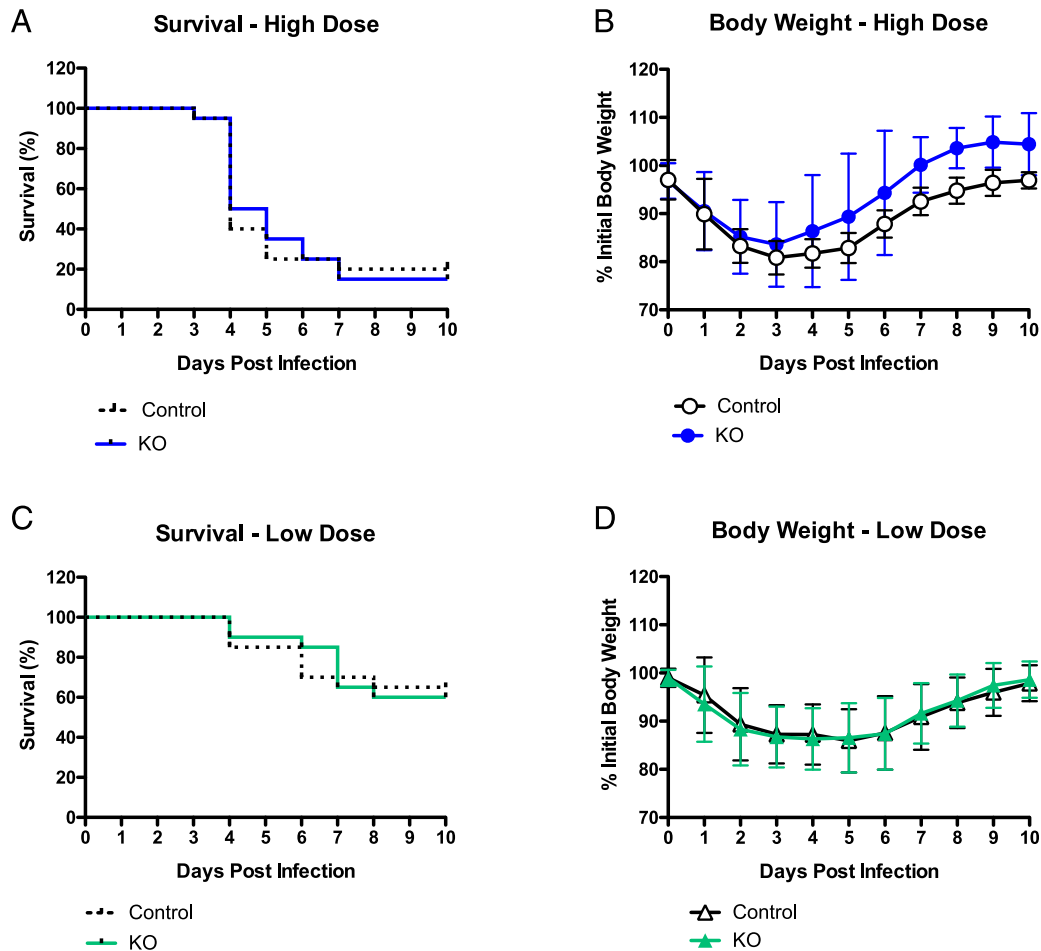 A
Survival - High Dose
120
100
80
60
40
20
0
Survival (%)
0 1 2 3 4 5 6 7 8 9 10
Days Post Infection
Control
KO
B
Body Weight - High Dose
120
110
100
90
80
70
% Initial Body Weight
0 1 2 3 4 5 6 7 8 9 10
Days Post Infection
Control
KO
C
Survival - Low Dose
120
100
80
60
40
20
0
Survival (%)
0 1 2 3 4 5 6 7 8 9 10
Days Post Infection
Control
KO
D
Body Weight - Low Dose
120
110
100
90
80
70
% Initial Body Weight
0 1 2 3 4 5 6 7 8 9 10
Days Post Infection
Control
KO